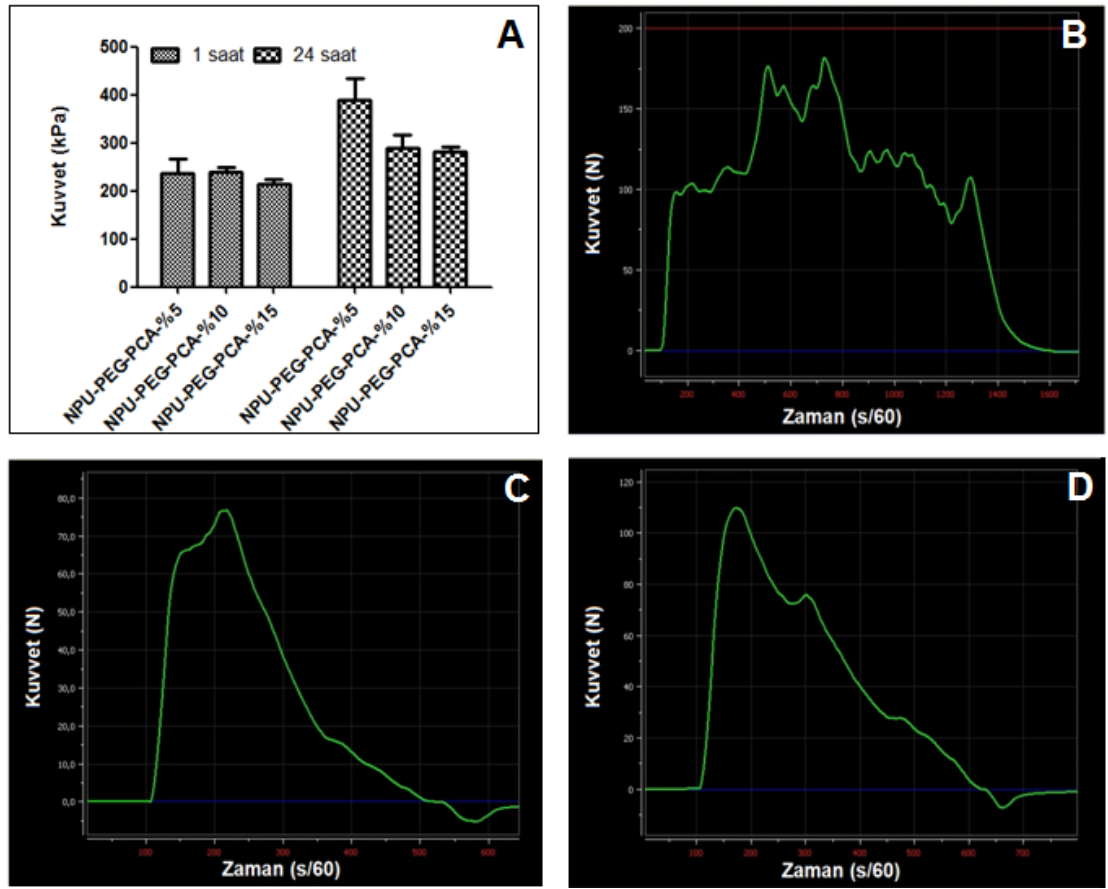 A
1 saat 24 saat
Kuvvet (kPa)
500
400
300
200
100
0
NPU-PEG-PCA-%5
NPU-PEG-PCA-%10
NPU-PEG-PCA-%15
NPU-PEG-PCA-%5
NPU-PEG-PCA-%10
NPU-PEG-PCA-%15
B
Kuvvet (N)
200
150
100
50
0
200 400 600 800 1000 1200 1400 1600
Zaman (s/60)
C
Kuvvet (N)
80,0
70,0
60,0
50,0
40,0
30,0
20,0
10,0
0,0
100 200 300 400 500 600
Zaman (s/60)
D
Kuvvet (N)
120
100
80
60
40
20
0
100 200 300 400 500 600 700
Zaman (s/60)